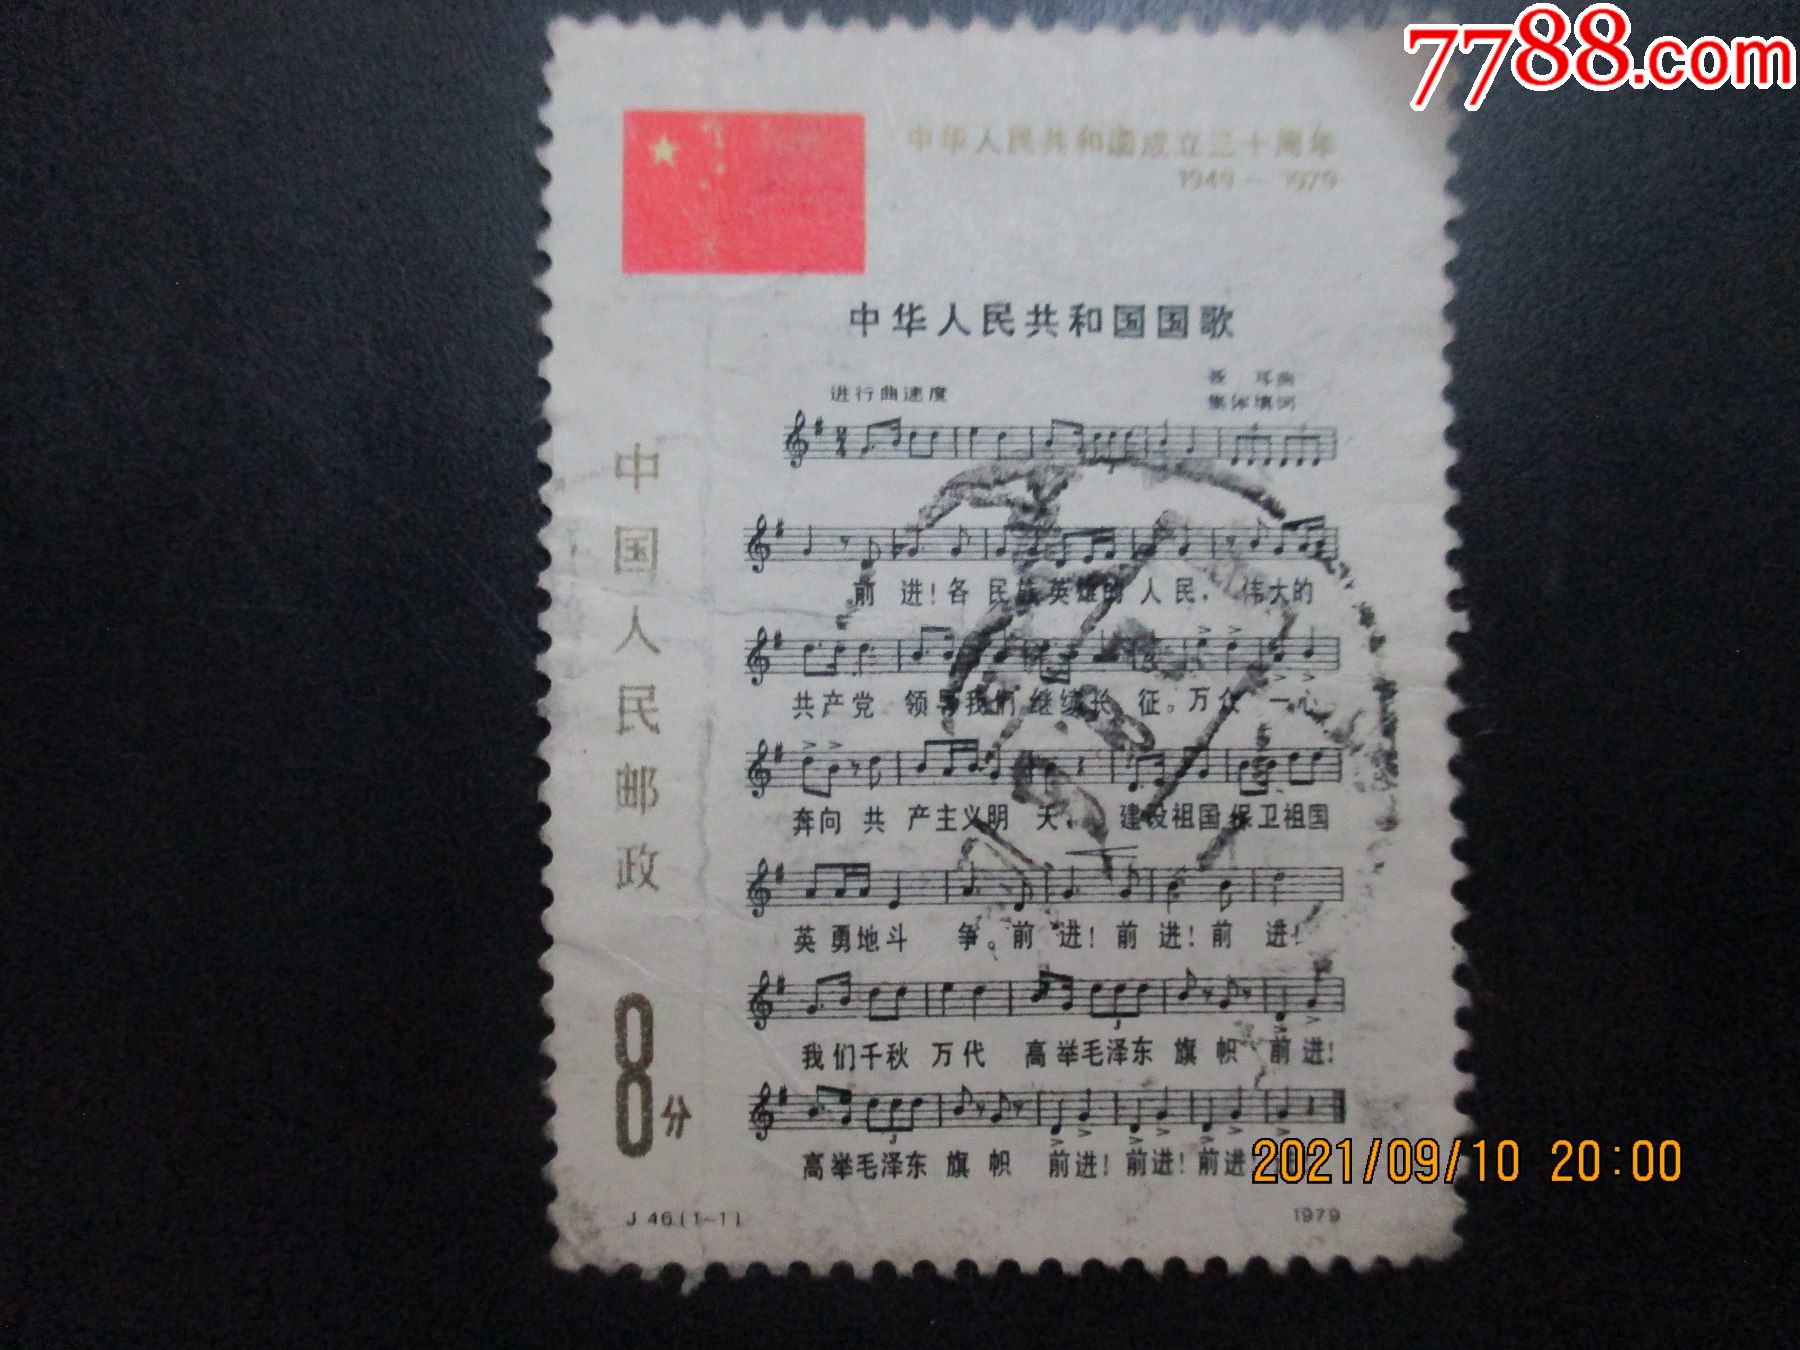 7788.com
中华人民共和国成立三十周年
1949-1979
中华人民共和国国歌
进行曲速度
聂 耳曲
集体填词
中国人民邮政
前 进！各 民族英雄的 人 民， 伟大的
共产党 领导我们 继续长 征。万众 一心
奔向 共 产主义明 天， 建设祖国 保卫祖国
英 勇地斗 争。前 进！前 进！前 进！
我们千秋 万代 高举毛泽东 旗 帜 前进！
高举毛泽东 旗 帜 前进！前进！前进
8分
J 46.(1-1)
1979
2021/09/10 20:00